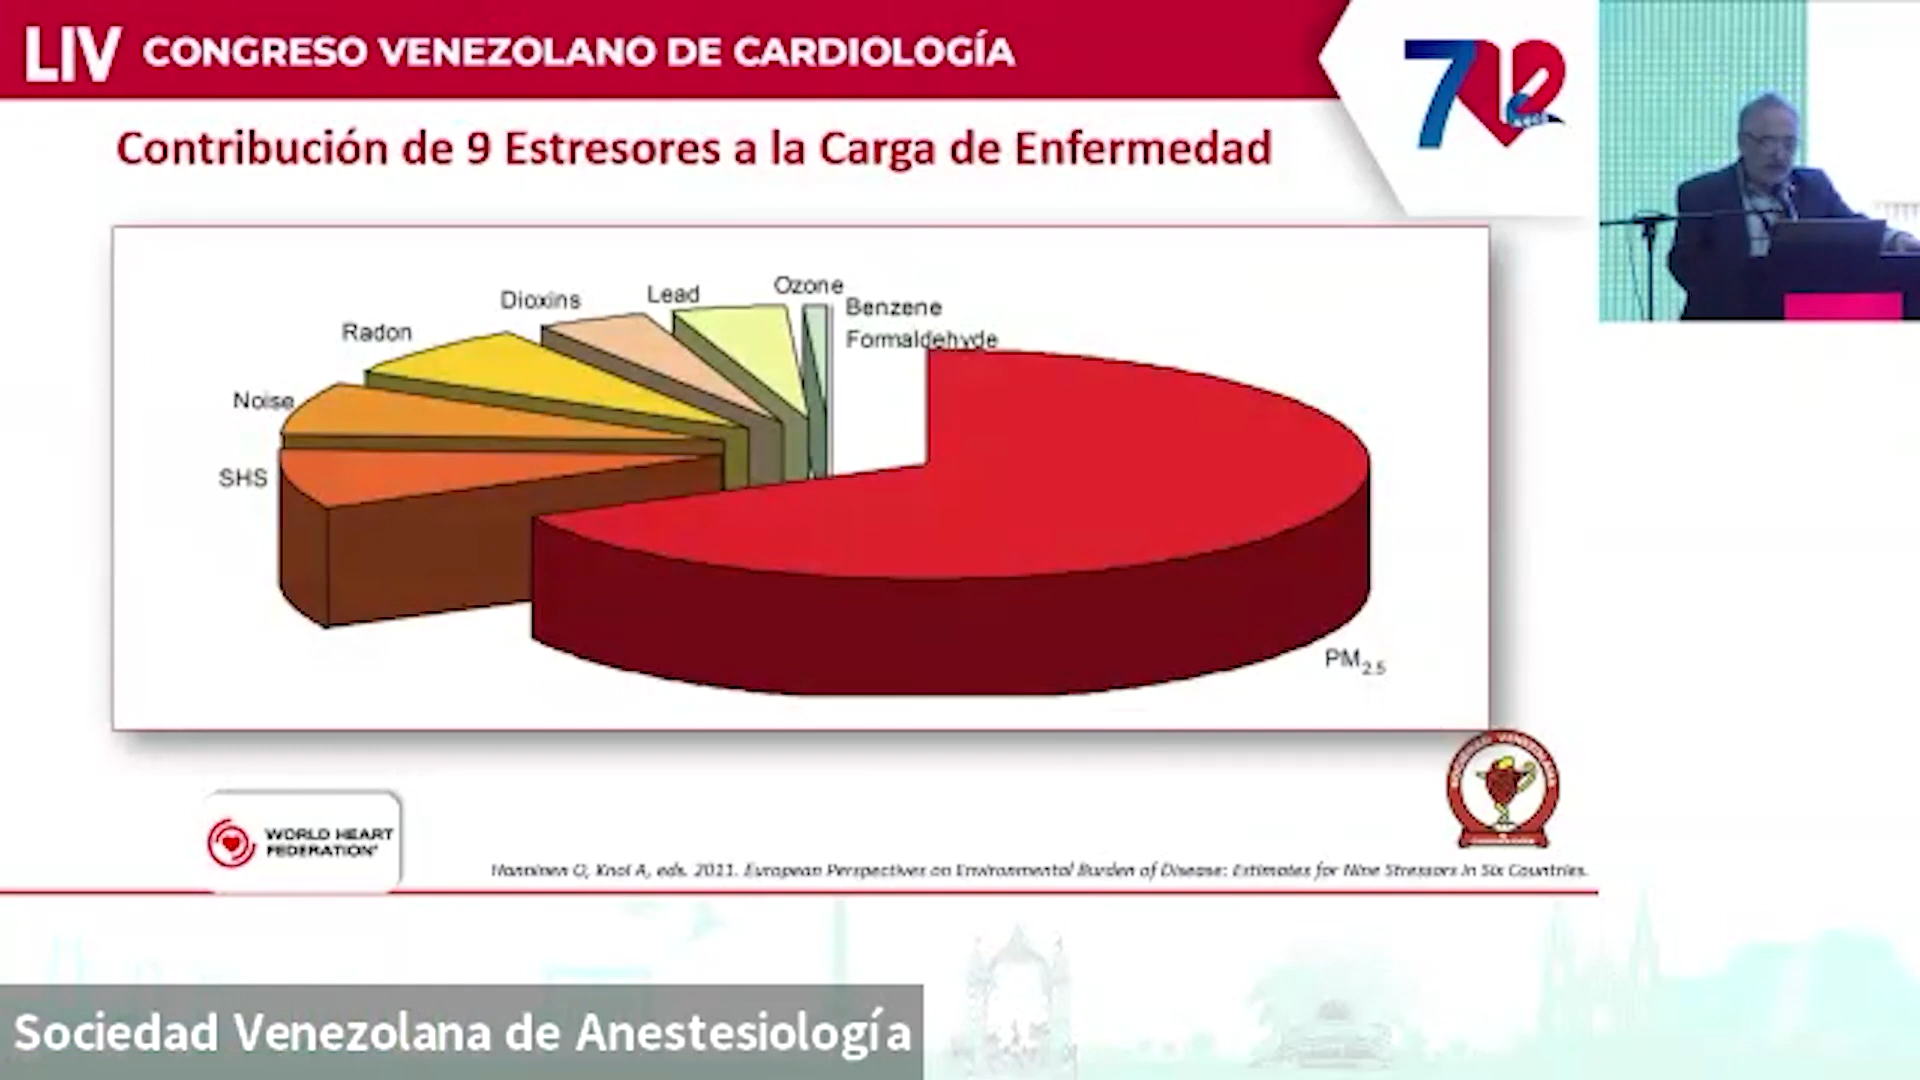 LIV CONGRESO VENEZOLANO DE CARDIOLOGÍA
Contribución de 9 Estresores a la Carga de Enfermedad
Ozone
Lead
Dioxins
Benzene
Radon
Formaldehyde
Noise
SHS
PM2.5
WORLD HEART
FEDERATION
Hanninen O, Knol A, eds. 2011. European Perspectives on Environmental Burden of Disease: Estimates for Nine Stressors in Six Countries.
Sociedad Venezolana de Anestesiología